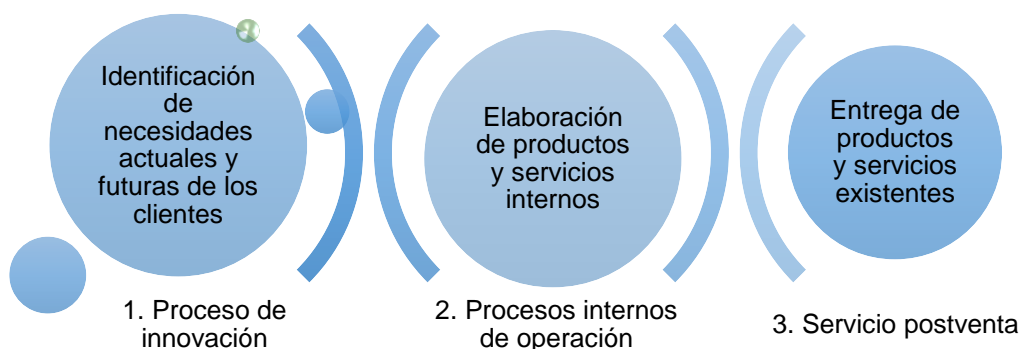 Identificación
de
necesidades
actuales y
futuras de los
clientes
Elaboración
de productos
y servicios
internos
Entrega de
productos
y servicios
existentes
1. Proceso de
innovación
2. Procesos internos
de operación
3. Servicio postventa